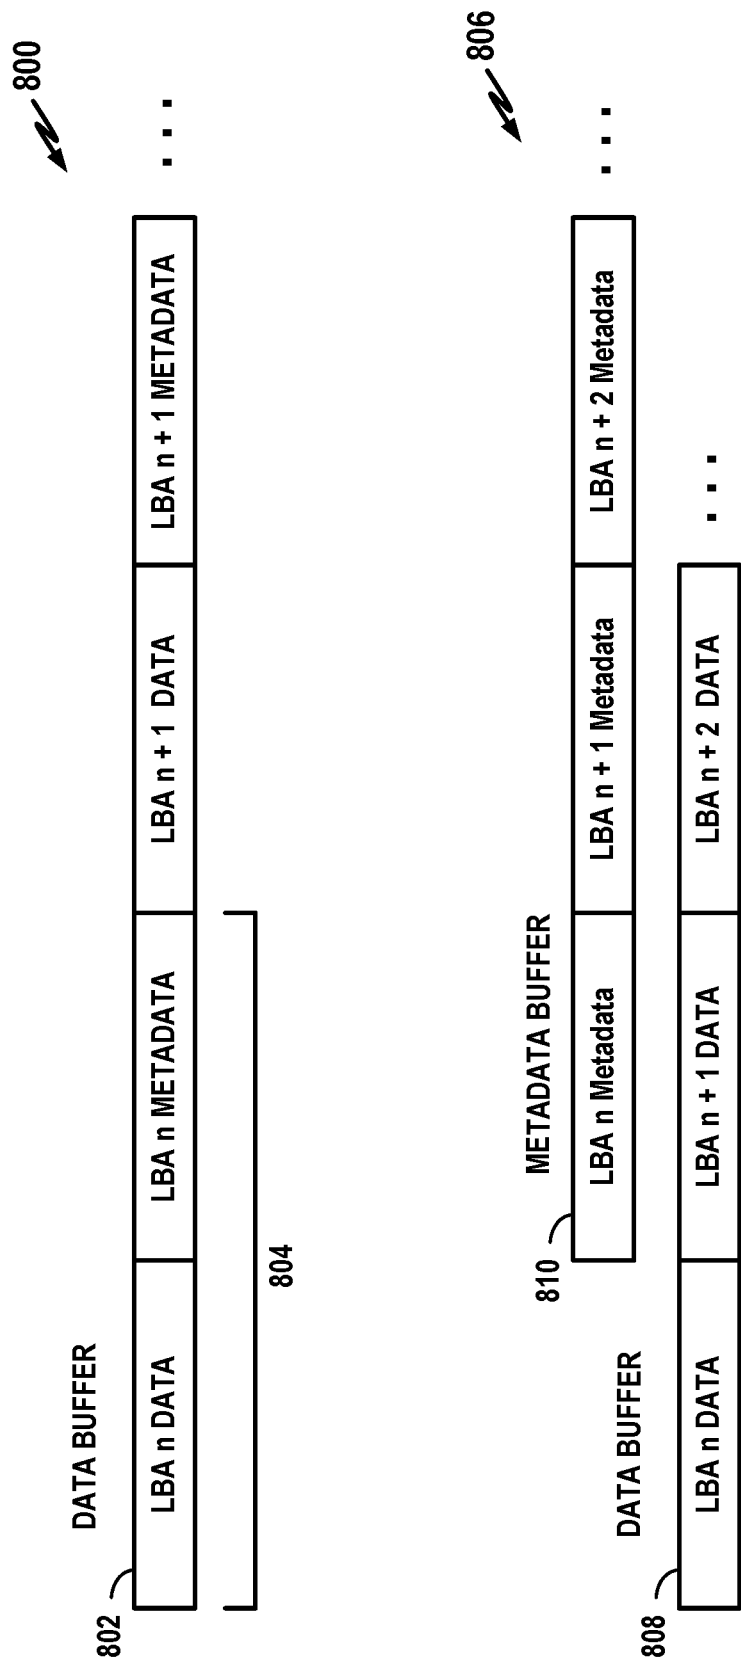 800
DATA BUFFER
802
LBA n DATA
LBA n METADATA
LBA n + 1 DATA
LBA n + 1 METADATA
. . .
804
806
METADATA BUFFER
810
LBA n Metadata
LBA n + 1 Metadata
LBA n + 2 Metadata
. . .
DATA BUFFER
808
LBA n DATA
LBA n + 1 DATA
LBA n + 2 DATA
. . .